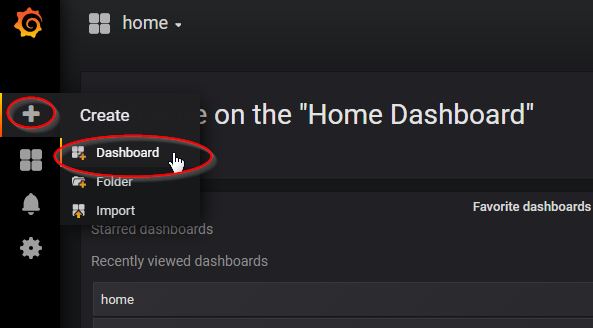 home
Create
e on the "Home Dashboard"
Dashboard
Folder
Import
Favorite dashboards
Starred dashboards
Recently viewed dashboards
home